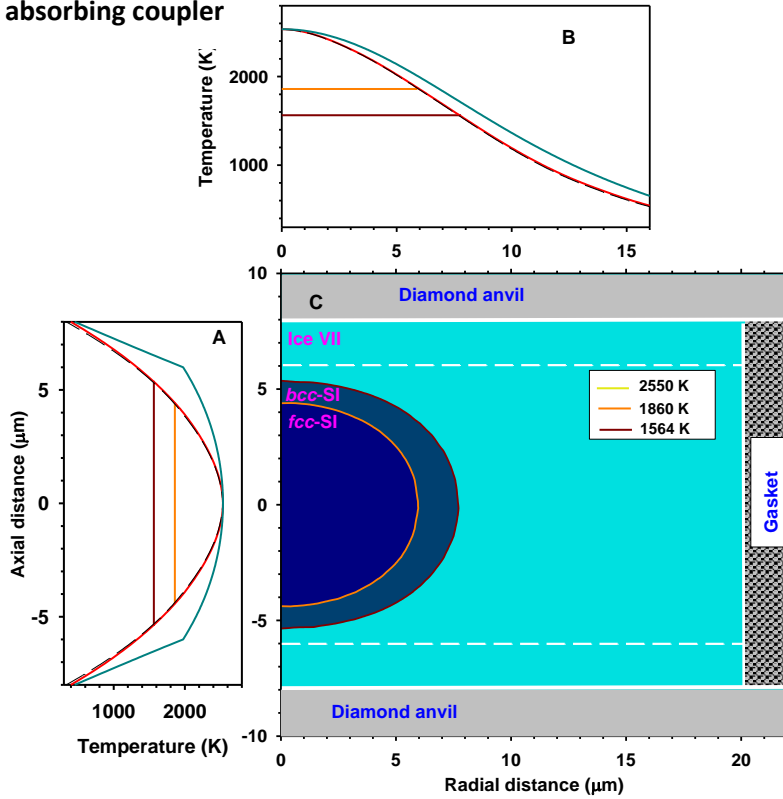 absorbing coupler
B
Temperature (K)
2000
1000
0
5
10
15
A
Axial distance (μm)
5
0
-5
1000
2000
Temperature (K)
10
5
0
-5
-10
C
Diamond anvil
Ice VII
bcc-SI
fcc-SI
2550 K
1860 K
1564 K
Gasket
Diamond anvil
0
5
10
15
20
Radial distance (μm)